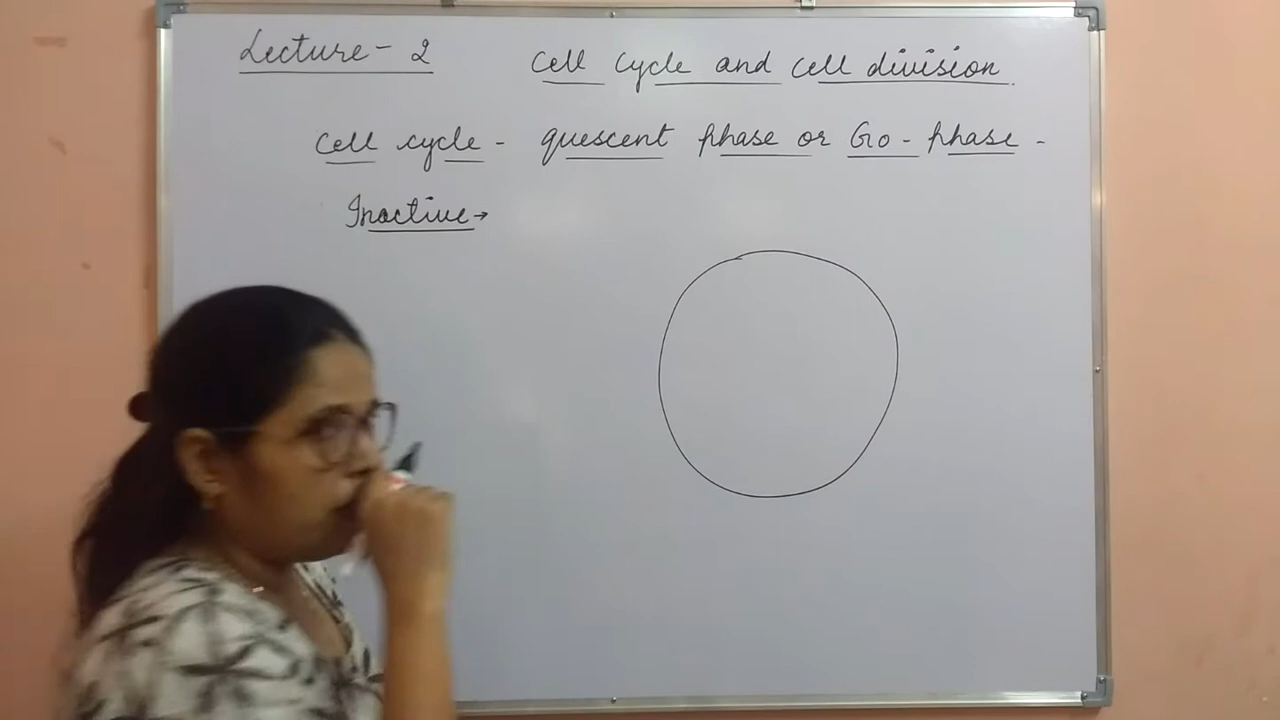 Lecture - 2 Cell cycle and cell division.
Cell cycle - quescent phase or Go - phase -
Inactive →